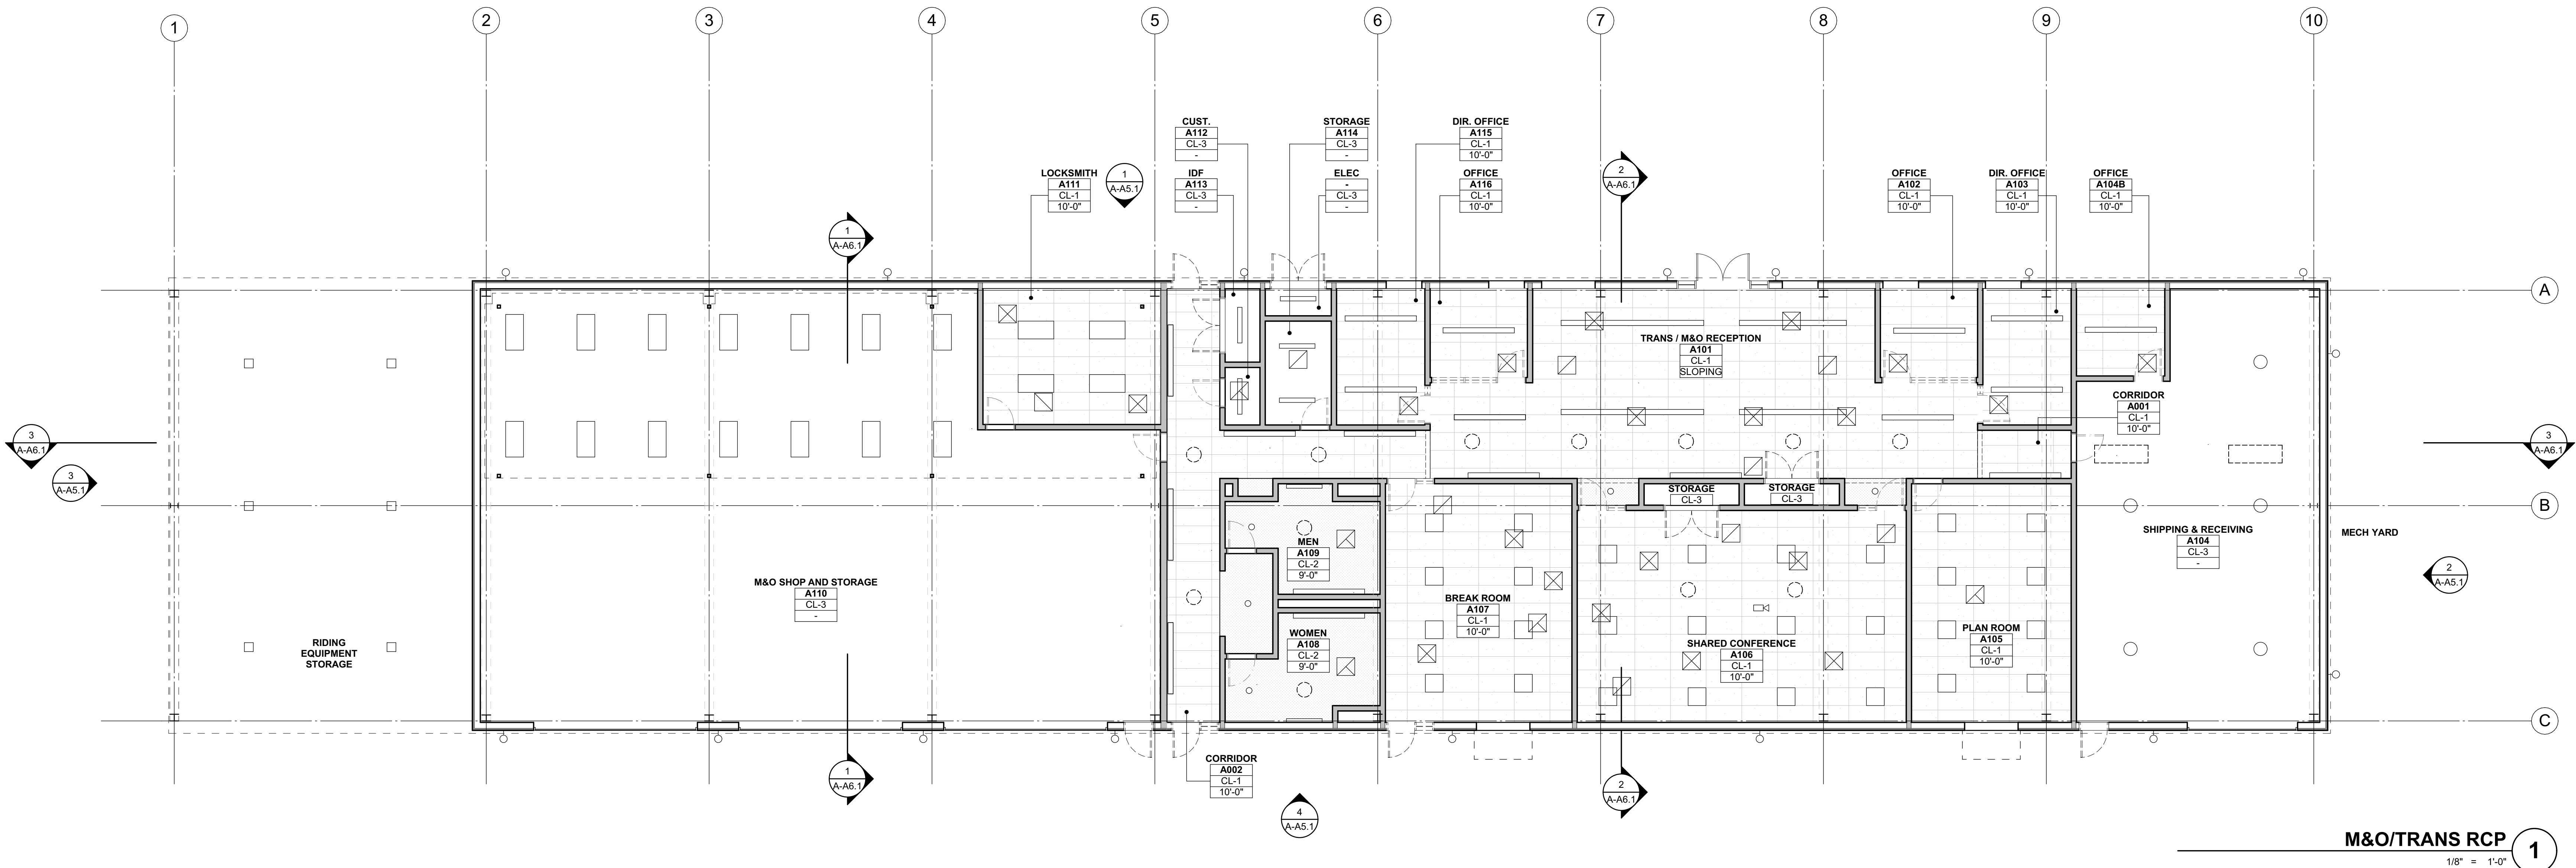 1
2
3
4
5
6
7
8
9
10
CUST.
A112
CL-3
-
STORAGE
A114
CL-3
-
DIR. OFFICE
A115
CL-1
10'-0"
LOCKSMITH
A111
CL-1
10'-0"
1
A-A5.1
IDF
A113
CL-3
-
ELEC
-
CL-3
-
OFFICE
A116
CL-1
10'-0"
2
A-A6.1
OFFICE
A102
CL-1
10'-0"
DIR. OFFICE
A103
CL-1
10'-0"
OFFICE
A104B
CL-1
10'-0"
1
A-A6.1
A
TRANS / M&O RECEPTION
A101
CL-1
SLOPING
CORRIDOR
A001
CL-1
10'-0"
3
A-A6.1
3
A-A6.1
3
A-A5.1
STORAGE
CL-3
STORAGE
CL-3
B
SHIPPING & RECEIVING
A104
CL-3
-
MECH YARD
MEN
A109
CL-2
9'-0"
2
A-A5.1
M&O SHOP AND STORAGE
A110
CL-3
-
BREAK ROOM
A107
CL-1
10'-0"
RIDING
EQUIPMENT
STORAGE
WOMEN
A108
CL-2
9'-0"
SHARED CONFERENCE
A106
CL-1
10'-0"
PLAN ROOM
A105
CL-1
10'-0"
C
CORRIDOR
A002
CL-1
10'-0"
1
A-A6.1
2
A-A6.1
4
A-A5.1
M&O/TRANS RCP
1
1/8" = 1'-0"